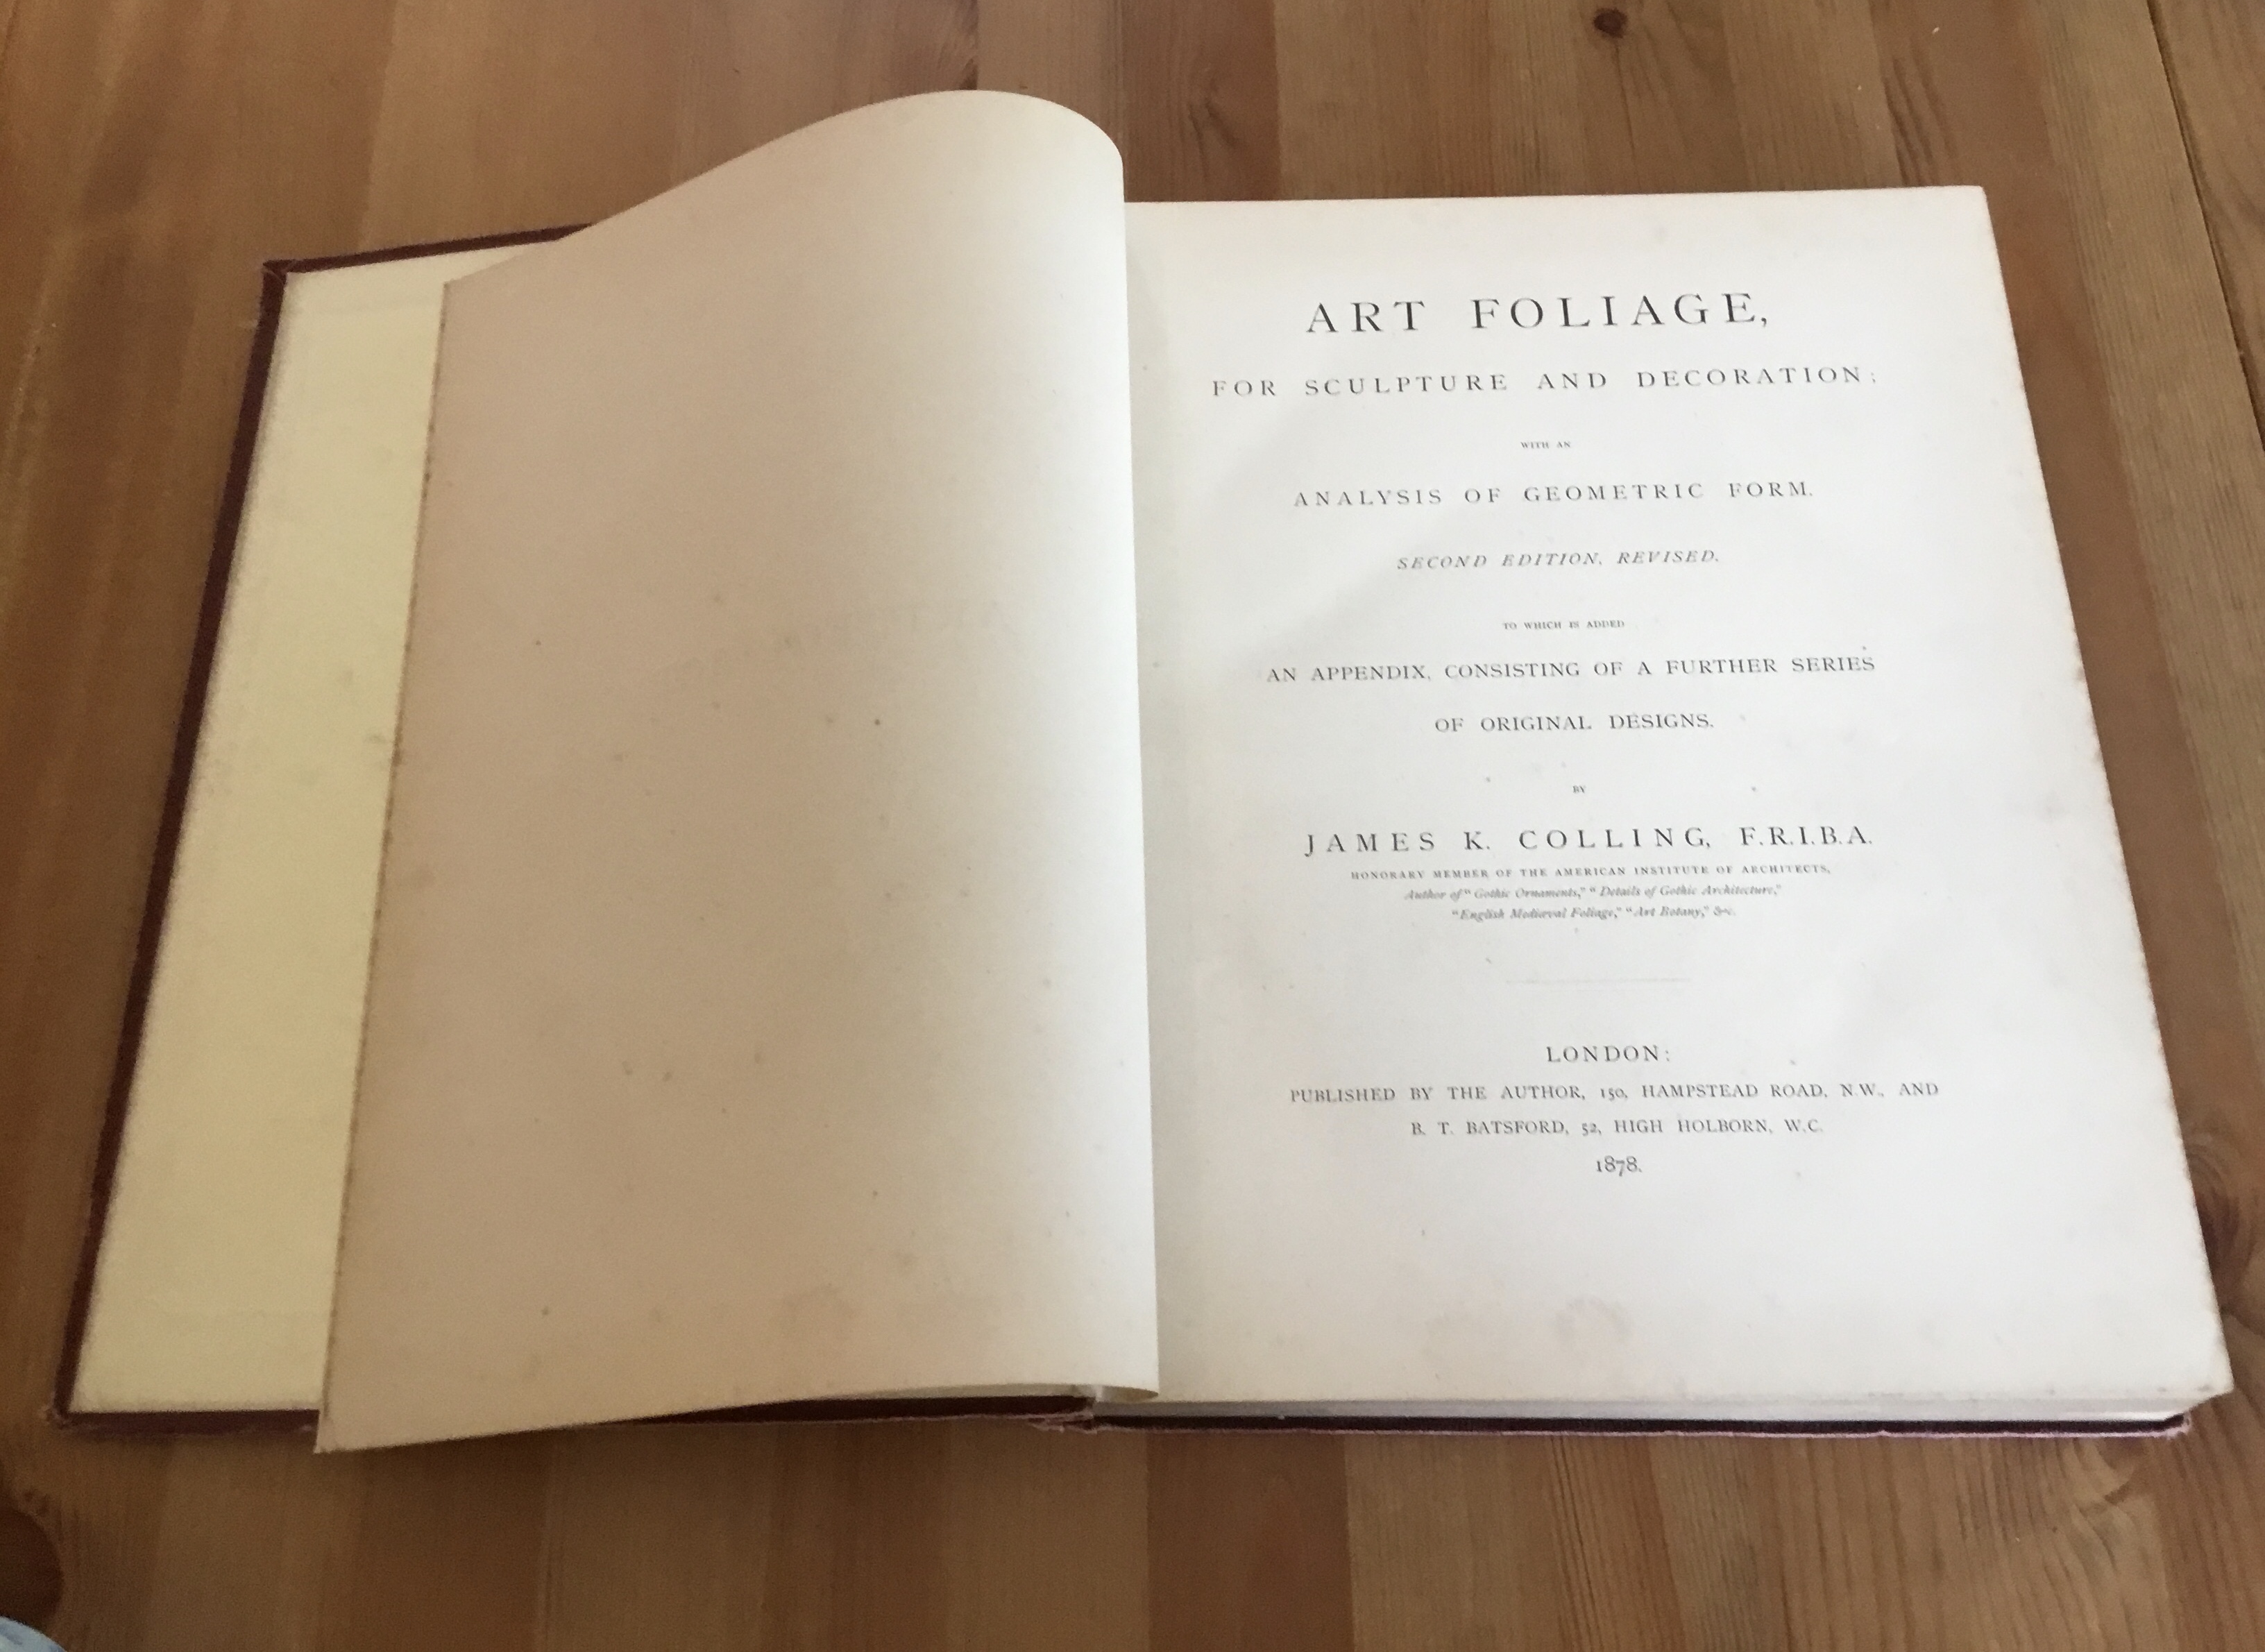 ART FOLIAGE,
FOR SCULPTURE AND DECORATION;
WITH AN
ANALYSIS OF GEOMETRIC FORM.
SECOND EDITION, REVISED.
TO WHICH IS ADDED
AN APPENDIX, CONSISTING OF A FURTHER SERIES
OF ORIGINAL DESIGNS.
BY
JAMES K. COLLING, F.R.I.B.A.
HONORARY MEMBER OF THE AMERICAN INSTITUTE OF ARCHITECTS,
Author of "Gothic Ornaments," "Details of Gothic Architecture,"
"English Mediæval Foliage," "Art Botany," &c.
LONDON:
PUBLISHED BY THE AUTHOR, 150, HAMPSTEAD ROAD, N.W., AND
B. T. BATSFORD, 52, HIGH HOLBORN, W.C.
1878.